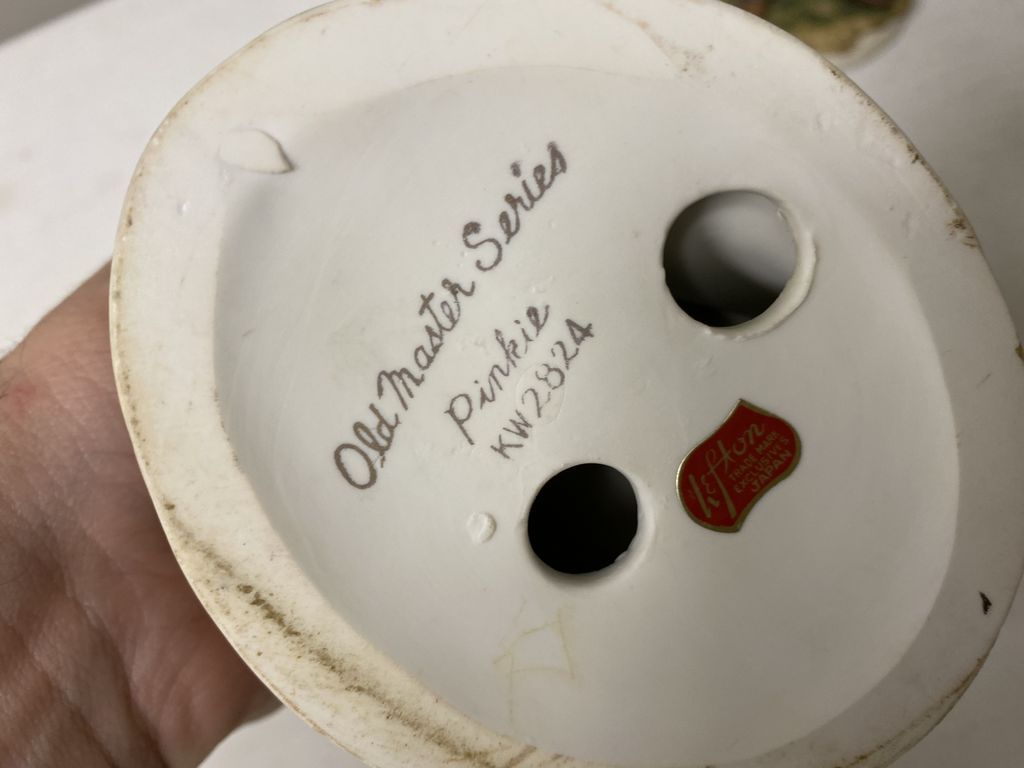 Old Master Series
Pinkie
KW2824
Lefton
TRADE MARK
EXCLUSIVES
JAPAN